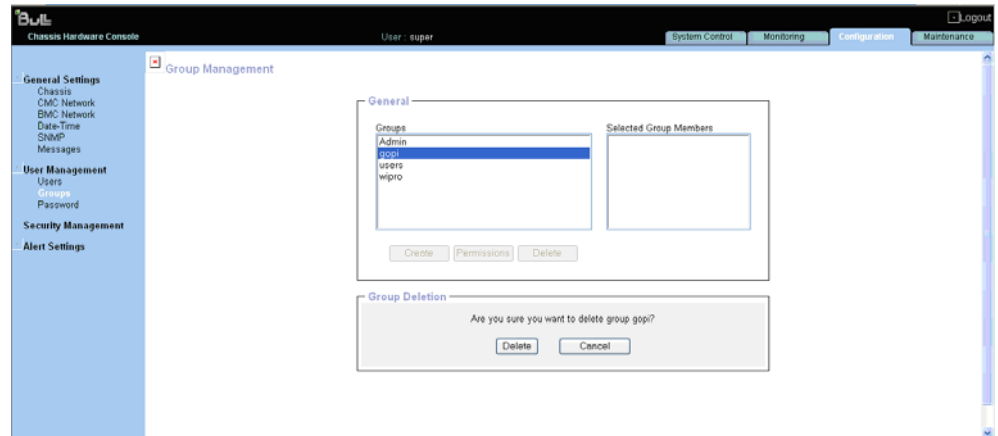 Bull
Logout
Chassis Hardware Console
User : super
System Control
Monitoring
Configuration
Maintenance
Group Management
General Settings
Chassis
CMC Network
BMC Network
Date-Time
SNMP
Messages
User Management
Users
Groups
Password
Security Management
Alert Settings
General
Groups
Admin
gopi
users
wipro
Selected Group Members
Create
Permissions
Delete
Group Deletion
Are you sure you want to delete group gopi?
Delete
Cancel